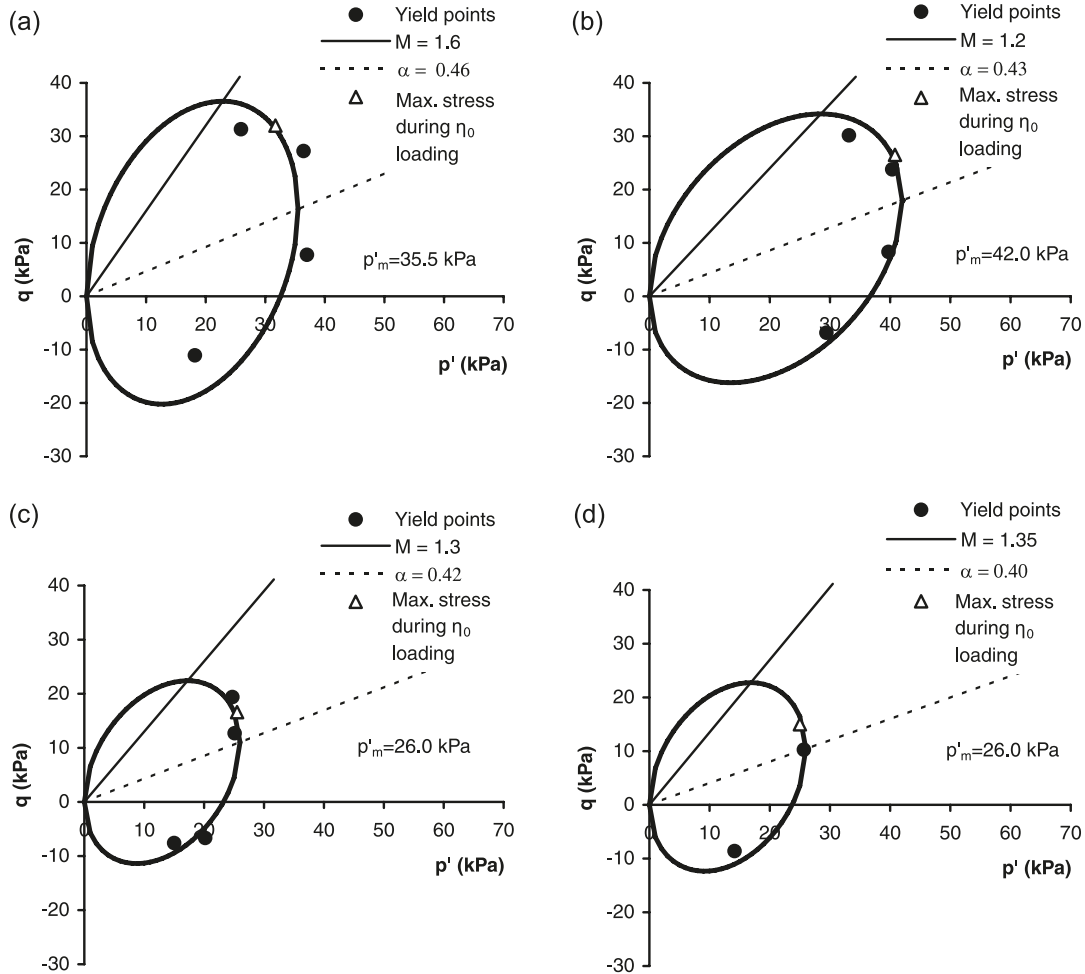 (a)
Yield points
M = 1.6
α = 0.46
Max. stress
during η₀
loading
40
30
20
10
0
-10
-20
-30
q (kPa)
0 10 20 30 40 50 60 70
p'ₘ=35.5 kPa
p' (kPa)
(b)
Yield points
M = 1.2
α = 0.43
Max. stress
during η₀
loading
40
30
20
10
0
-10
-20
-30
q (kPa)
0 10 20 30 40 50 60 70
p'ₘ=42.0 kPa
p' (kPa)
(c)
Yield points
M = 1.3
α = 0.42
Max. stress
during η₀
loading
40
30
20
10
0
-10
-20
-30
q (kPa)
0 10 20 30 40 50 60 70
p'ₘ=26.0 kPa
p' (kPa)
(d)
Yield points
M = 1.35
α = 0.40
Max. stress
during η₀
loading
40
30
20
10
0
-10
-20
-30
q (kPa)
0 10 20 30 40 50 60 70
p'ₘ=26.0 kPa
p' (kPa)